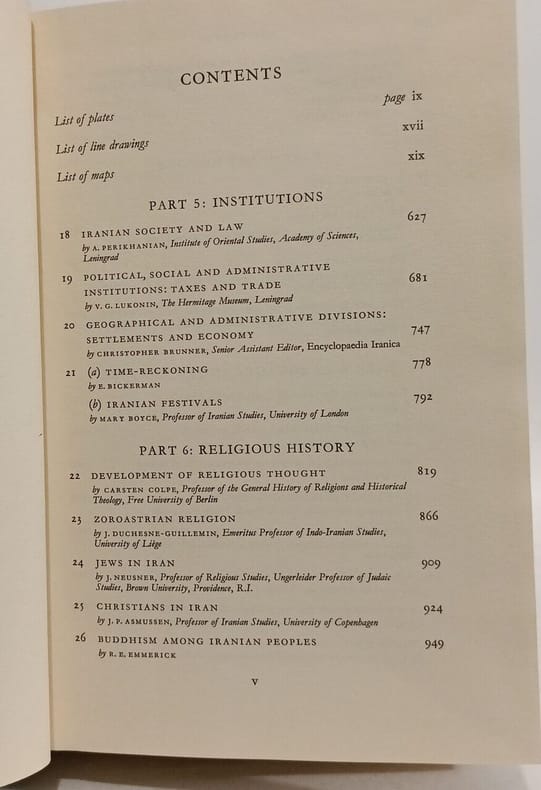 CONTENTS
List of plates page ix
List of line drawings xvii
List of maps xix
PART 5: INSTITUTIONS
18 IRANIAN SOCIETY AND LAW 627
by A. PERIKHANIAN, Institute of Oriental Studies, Academy of Sciences,
Leningrad
19 POLITICAL, SOCIAL AND ADMINISTRATIVE
INSTITUTIONS: TAXES AND TRADE 681
by V. G. LUKONIN, The Hermitage Museum, Leningrad
20 GEOGRAPHICAL AND ADMINISTRATIVE DIVISIONS:
SETTLEMENTS AND ECONOMY 747
by CHRISTOPHER BRUNNER, Senior Assistant Editor, Encyclopaedia Iranica
21 (a) TIME-RECKONING 778
by E. BICKERMAN
(b) IRANIAN FESTIVALS 792
by MARY BOYCE, Professor of Iranian Studies, University of London
PART 6: RELIGIOUS HISTORY
22 DEVELOPMENT OF RELIGIOUS THOUGHT 819
by CARSTEN COLPE, Professor of the General History of Religions and Historical
Theology, Free University of Berlin
23 ZOROASTRIAN RELIGION 866
by J. DUCHESNE-GUILLEMIN, Emeritus Professor of Indo-Iranian Studies,
University of Liège
24 JEWS IN IRAN 909
by J. NEUSNER, Professor of Religious Studies, Ungerleider Professor of Judaic
Studies, Brown University, Providence, R.I.
25 CHRISTIANS IN IRAN 924
by J. P. ASMUSSEN, Professor of Iranian Studies, University of Copenhagen
26 BUDDHISM AMONG IRANIAN PEOPLES 949
by R. E. EMMERICK
v